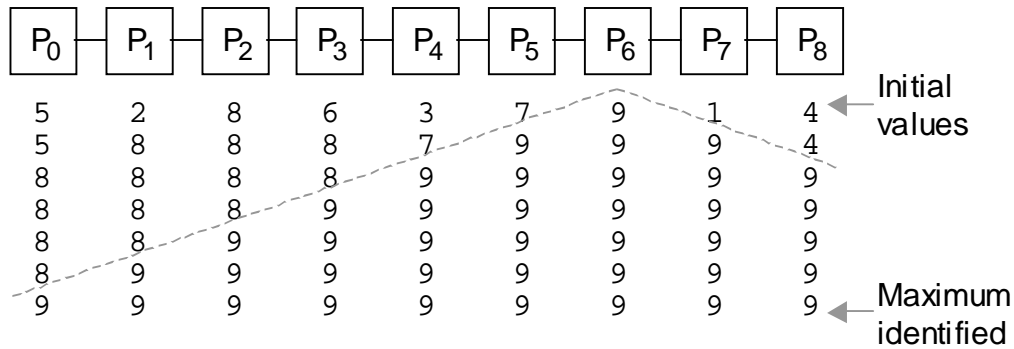 P0 P1 P2 P3 P4 P5 P6 P7 P8
5 2 8 6 3 7 9 1 4
Initial
values
5 8 8 8 7 9 9 9 4
8 8 8 8 9 9 9 9 9
8 8 8 9 9 9 9 9 9
8 8 9 9 9 9 9 9 9
8 9 9 9 9 9 9 9 9
9 9 9 9 9 9 9 9 9
Maximum
identified